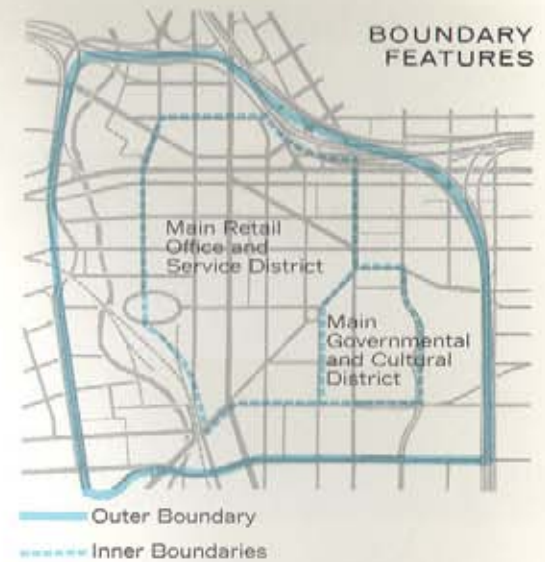 BOUNDARY
FEATURES
Main Retail
Office and
Service District
Main
Governmental
and Cultural
District
Outer Boundary
Inner Boundaries